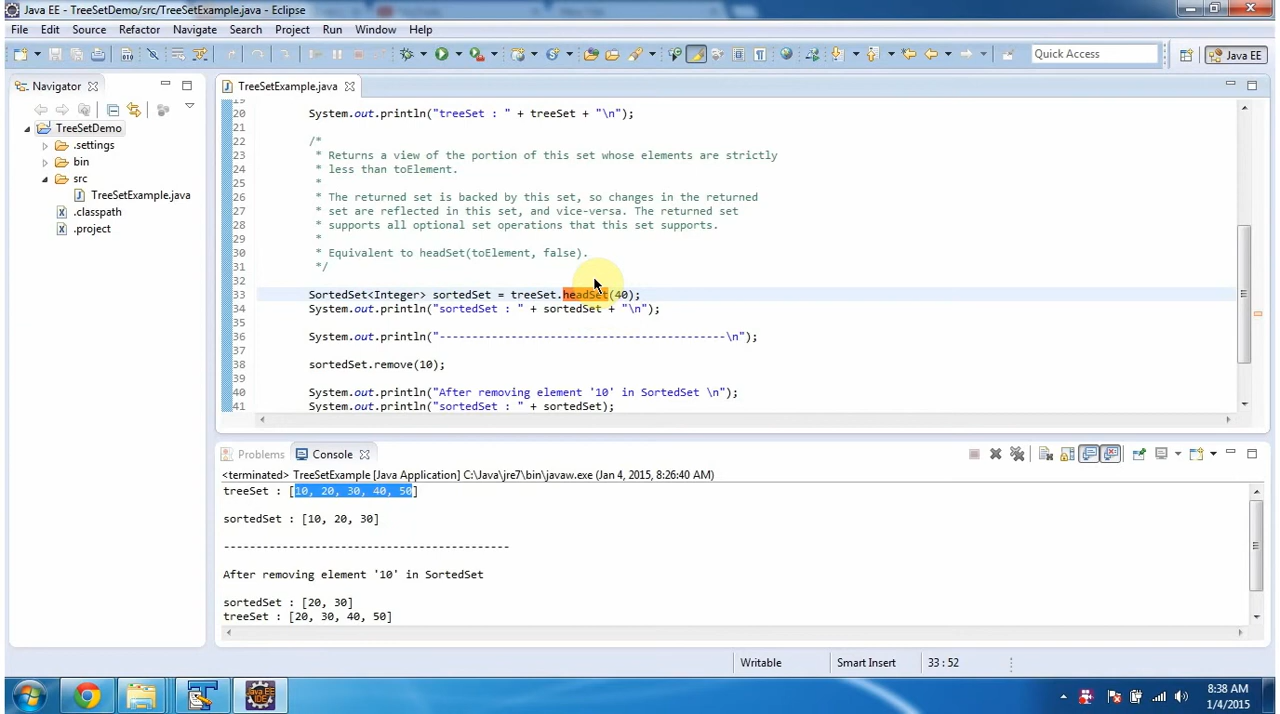 Java EE - TreeSetDemo/src/TreeSetExample.java - Eclipse
File Edit Source Refactor Navigate Search Project Run Window Help
Quick Access
Java EE
Navigator
TreeSetExample.java
TreeSetDemo
.settings
bin
src
TreeSetExample.java
.classpath
.project
19
20 System.out.println("treeSet : " + treeSet + "\n");
21
22 /*
23 * Returns a view of the portion of this set whose elements are strictly
24 * less than toElement.
25 *
26 * The returned set is backed by this set, so changes in the returned
27 * set are reflected in this set, and vice-versa. The returned set
28 * supports all optional set operations that this set supports.
29 *
30 * Equivalent to headSet(toElement, false).
31 */
32
33 SortedSet<Integer> sortedSet = treeSet.headSet(40);
34 System.out.println("sortedSet : " + sortedSet + "\n");
35
36 System.out.println("-------------------------------------------\n");
37
38 sortedSet.remove(10);
39
40 System.out.println("After removing element '10' in SortedSet \n");
41 System.out.println("sortedSet : " + sortedSet);
Problems Console
<terminated> TreeSetExample [Java Application] C:\Java\jre7\bin\javaw.exe (Jan 4, 2015, 8:26:40 AM)
treeSet : [10, 20, 30, 40, 50]
sortedSet : [10, 20, 30]
-------------------------------------------
After removing element '10' in SortedSet
sortedSet : [20, 30]
treeSet : [20, 30, 40, 50]
Writable Smart Insert 33 : 52
8:38 AM
1/4/2015